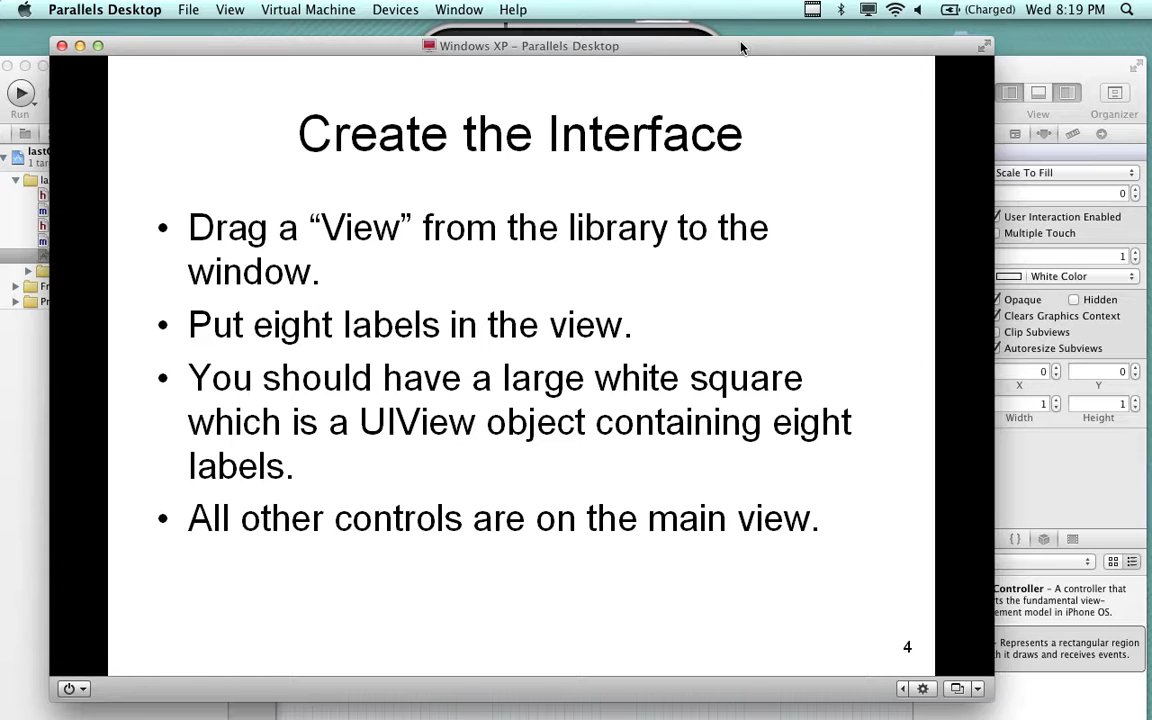 Parallels Desktop File View Virtual Machine Devices Window Help (Charged) Wed 8:19 PM
Windows XP – Parallels Desktop
Run
View
Organizer
1 tar
Create the Interface
• Drag a “View” from the library to the
window.
• Put eight labels in the view.
• You should have a large white square
which is a UIView object containing eight
labels.
• All other controls are on the main view.
4
h
m
h
m
Scale To Fill
0
User Interaction Enabled
Multiple Touch
1
White Color
Opaque Hidden
Clears Graphics Context
Clip Subviews
Autoresize Subviews
0 0
X Y
1 1
Width Height
{}
Controller – A controller that
ts the fundamental view-
ement model in iPhone OS.
– Represents a rectangular region
h it draws and receives events.